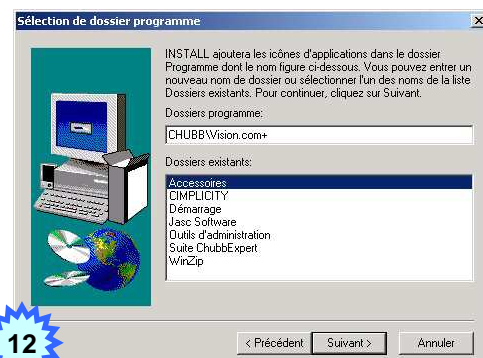 Sélection de dossier programme
INSTALL ajoutera les icônes d'applications dans le dossier
Programme dont le nom figure ci-dessous. Vous pouvez entrer un
nouveau nom de dossier ou sélectionner l'un des noms de la liste
Dossiers existants. Pour continuer, cliquez sur Suivant.
Dossiers programme:
CHUBB\Vision.com+
Dossiers existants:
Accessoires
CIMPLICITY
Démarrage
Jasc Software
Outils d'administration
Suite ChubbExpert
WinZip
12
< Précédent
Suivant >
Annuler